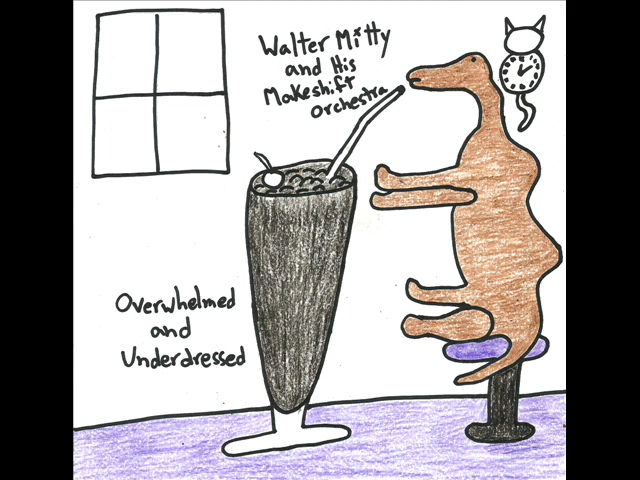 Walter Mitty
and His
Makeshift
Orchestra
Overwhelmed
and
Underdressed